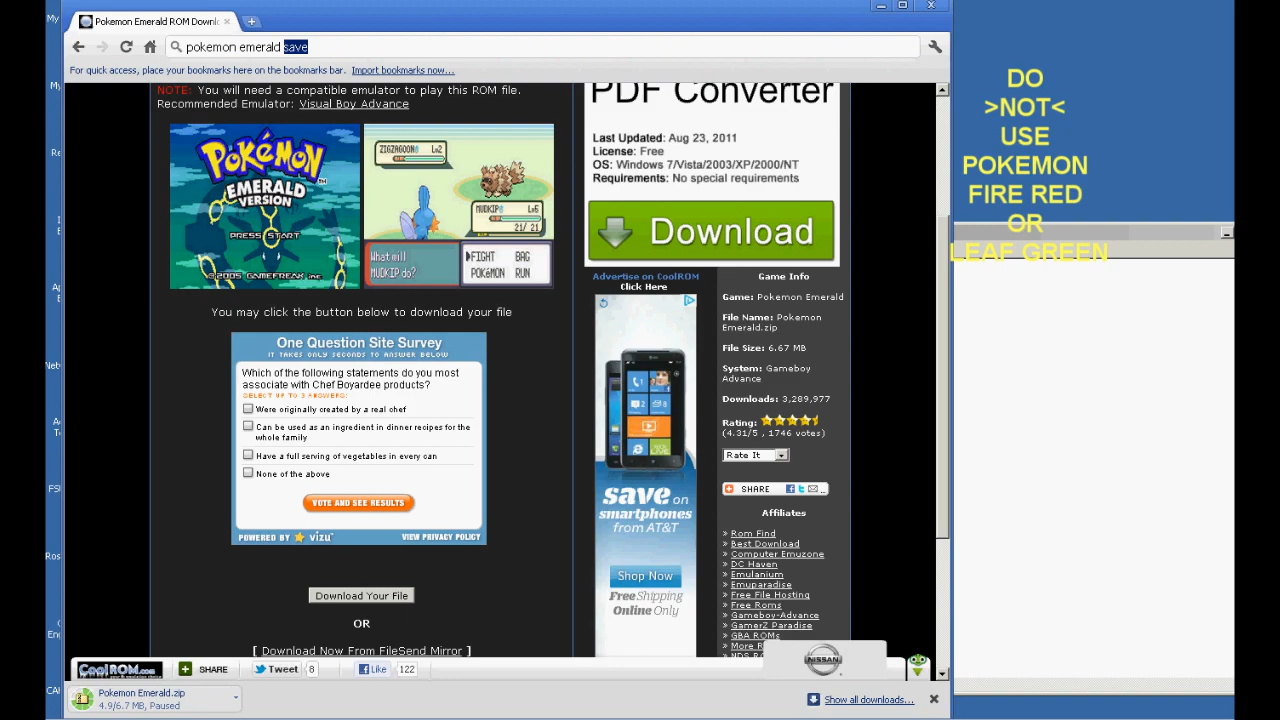 Pokemon Emerald ROM Downl
pokemon emerald save
For quick access, place your bookmarks here on the bookmarks bar. Import bookmarks now...
NOTE: You will need a compatible emulator to play this ROM file.
Recommended Emulator: Visual Boy Advance
POKéMON
EMERALD
VERSION
PRESS START
©2005 GAMEFREAK inc.
ZIGZAGOON Lv2
MUDKIP Lv5
21/ 21
What will
MUDKIP do?
FIGHT BAG
POKéMON RUN
You may click the button below to download your file
One Question Site Survey
IT TAKES ONLY SECONDS TO ANSWER BELOW
Which of the following statements do you most
associate with Chef Boyardee products?
SELECT UP TO 3 ANSWERS:
Were originally created by a real chef
Can be used as an ingredient in dinner recipes for the
whole family
Have a full serving of vegetables in every can
None of the above
VOTE AND SEE RESULTS
POWERED BY vizu
VIEW PRIVACY POLICY
Download Your File
OR
[ Download Now From FileSend Mirror ]
PDF Converter
Last Updated: Aug 23, 2011
License: Free
OS: Windows 7/Vista/2003/XP/2000/NT
Requirements: No special requirements
Download
Advertise on CoolROM
Click Here
save on
smartphones
from AT&T
Shop Now
Free Shipping
Online Only
Game Info
Game: Pokemon Emerald
File Name: Pokemon
Emerald.zip
File Size: 6.67 MB
System: Gameboy
Advance
Downloads: 3,289,977
Rating:
(4.31/5 , 1746 votes)
Rate It
SHARE
Affiliates
» Rom Find
» Best Download
» Computer Emuzone
» DC Haven
» Emulanium
» Emuparadise
» Free File Hosting
» Free Roms
» Gameboy-Advance
» GamerZ Paradise
» GBA ROMs
» More R
NISSAN
CoolROM.com
SHARE
Tweet 8
Like 122
Pokemon Emerald.zip
4.9/6.7 MB, Paused
Show all downloads...
DO
>NOT<
USE
POKEMON
FIRE RED
OR
LEAF GREEN